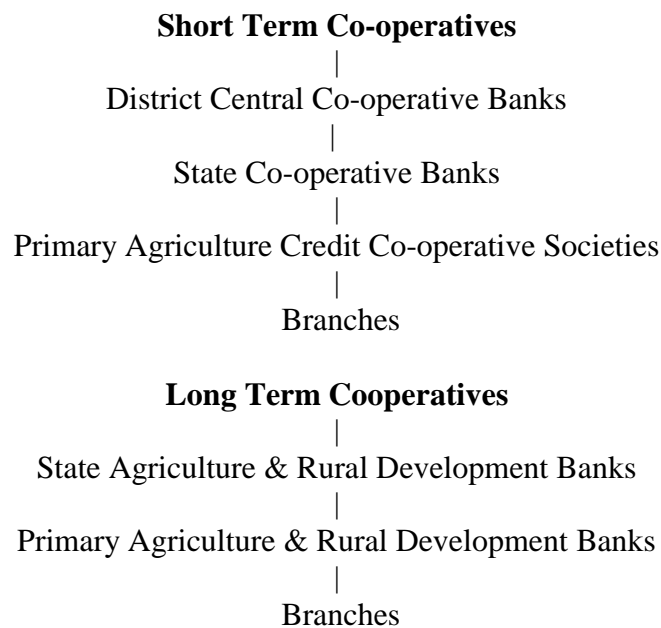 Short Term Co-operatives
|
District Central Co-operative Banks
|
State Co-operative Banks
|
Primary Agriculture Credit Co-operative Societies
|
Branches
Long Term Cooperatives
|
State Agriculture & Rural Development Banks
|
Primary Agriculture & Rural Development Banks
|
Branches